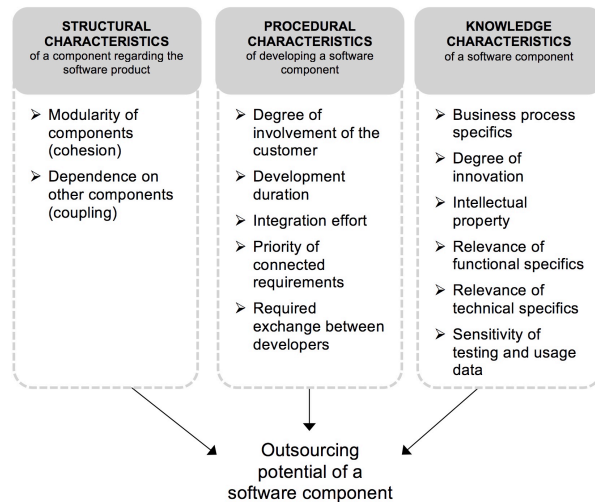 STRUCTURAL
CHARACTERISTICS
of a component regarding the
software product
➢ Modularity of
components
(cohesion)
➢ Dependence on
other components
(coupling)
PROCEDURAL
CHARACTERISTICS
of developing a software
component
➢ Degree of
involvement of the
customer
➢ Development
duration
➢ Integration effort
➢ Priority of
connected
requirements
➢ Required
exchange between
developers
KNOWLEDGE
CHARACTERISTICS
of a software component
➢ Business process
specifics
➢ Degree of
innovation
➢ Intellectual
property
➢ Relevance of
functional specifics
➢ Relevance of
technical specifics
➢ Sensitivity of
testing and usage
data
Outsourcing
potential of a
software component